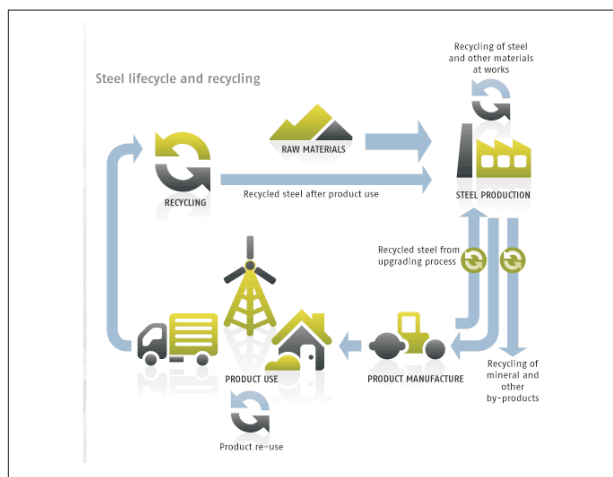 Steel lifecycle and recycling
Recycling of steel
and other materials
at works
RAW MATERIALS
RECYCLING
Recycled steel after product use
STEEL PRODUCTION
Recycled steel from
upgrading process
PRODUCT USE
PRODUCT MANUFACTURE
Recycling of
mineral and
other
by-products
Product re-use